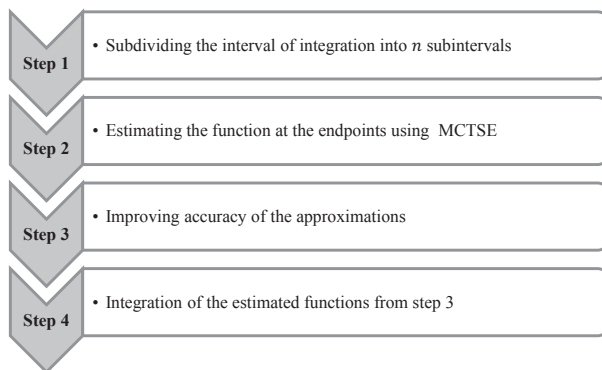 Step 1
• Subdividing the interval of integration into n subintervals
Step 2
• Estimating the function at the endpoints using MCTSE
Step 3
• Improving accuracy of the approximations
Step 4
• Integration of the estimated functions from step 3